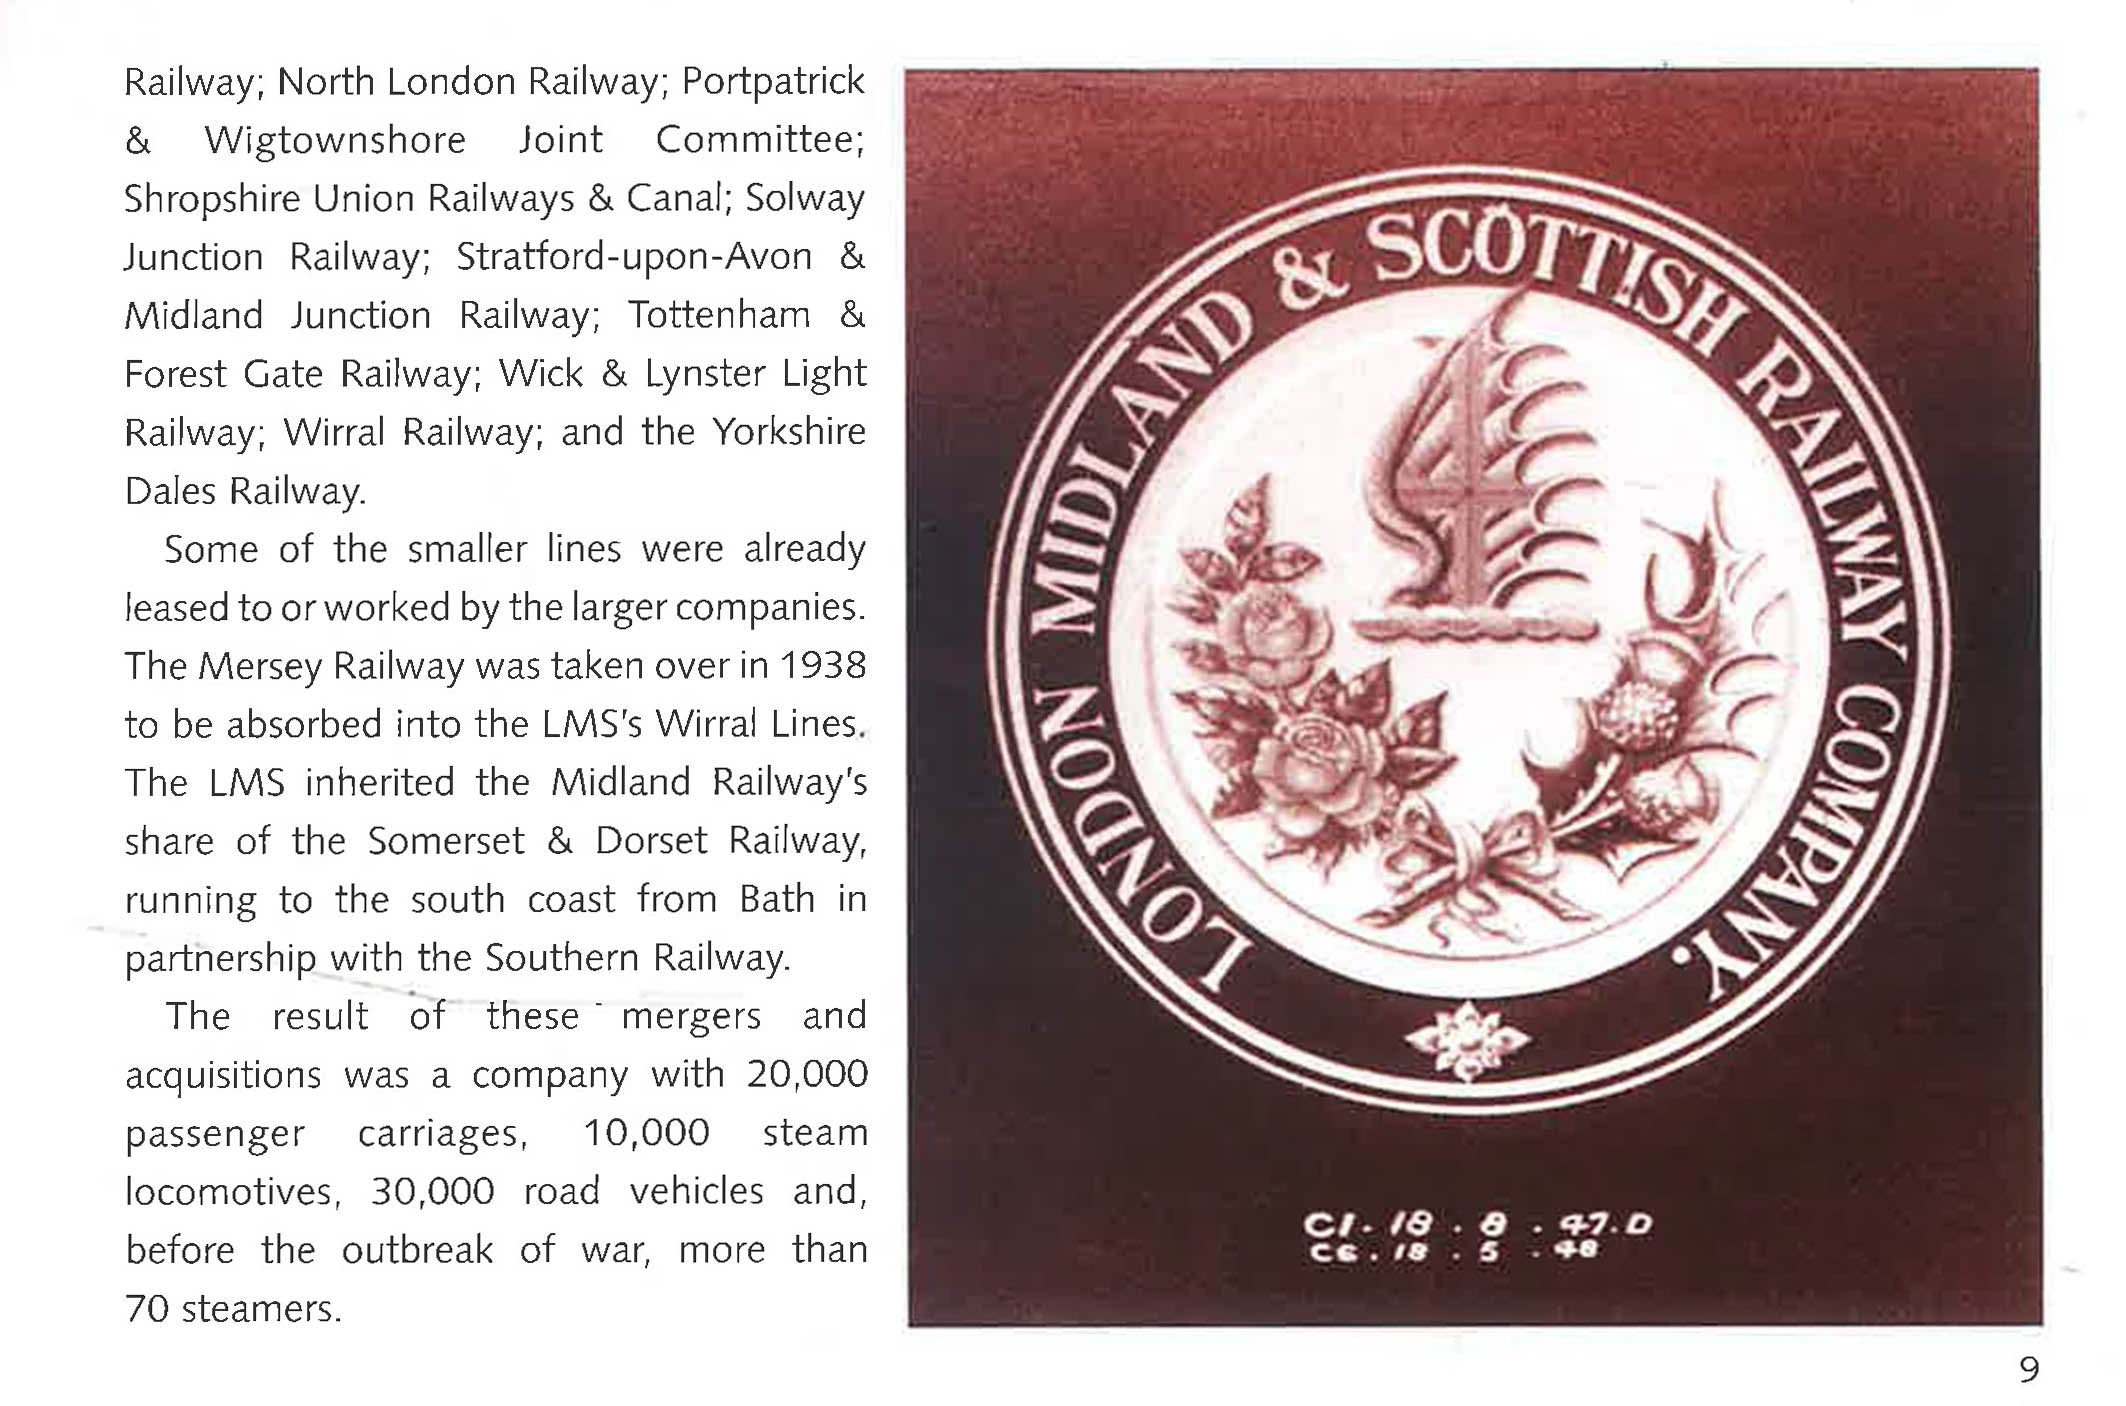 Railway; North London Railway; Portpatrick
& Wigtownshore Joint Committee;
Shropshire Union Railways & Canal; Solway
Junction Railway; Stratford-upon-Avon &
Midland Junction Railway; Tottenham &
Forest Gate Railway; Wick & Lynster Light
Railway; Wirral Railway; and the Yorkshire
Dales Railway.
Some of the smaller lines were already
leased to or worked by the larger companies.
The Mersey Railway was taken over in 1938
to be absorbed into the LMS's Wirral Lines.
The LMS inherited the Midland Railway's
share of the Somerset & Dorset Railway,
running to the south coast from Bath in
partnership with the Southern Railway.
The result of these mergers and
acquisitions was a company with 20,000
passenger carriages, 10,000 steam
locomotives, 30,000 road vehicles and,
before the outbreak of war, more than
70 steamers.
LONDON MIDLAND & SCOTTISH RAILWAY COMPANY.
C1. 18 . 8 . 47. D
C6 . 18 . 5 . 48
9